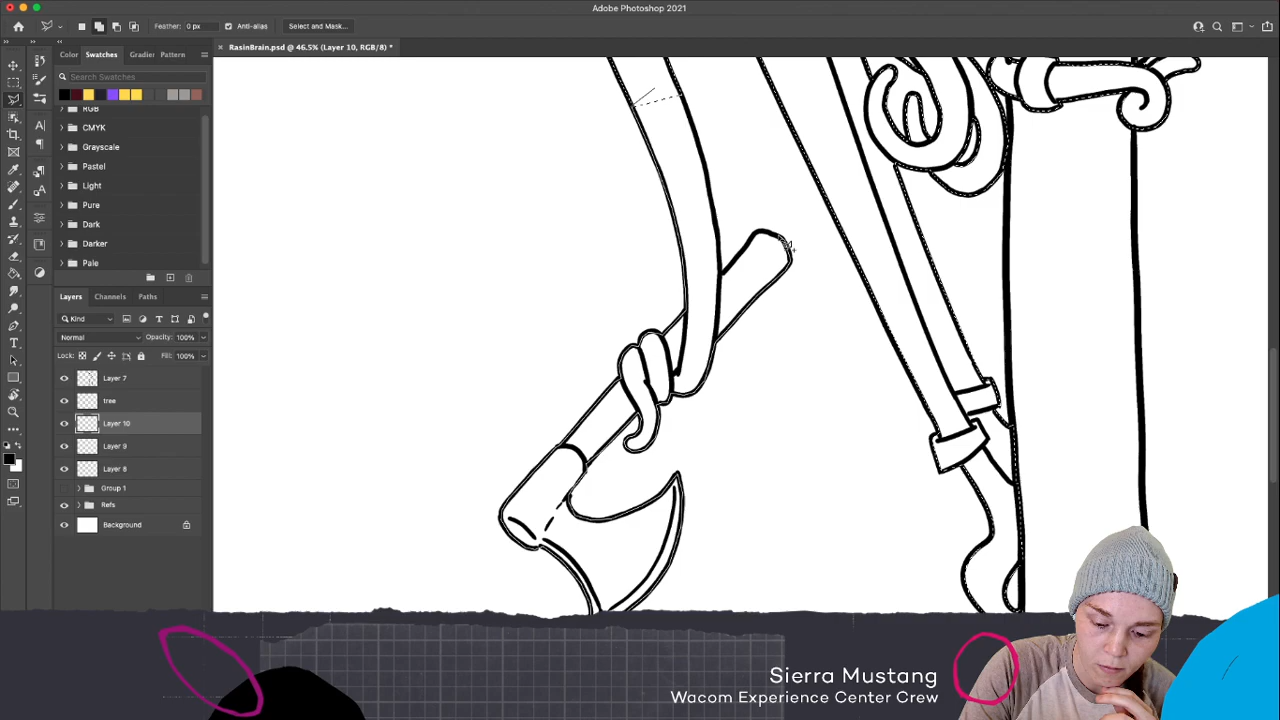 Adobe Photoshop 2021
Feather: 0 px Anti-alias Select and Mask...
RasinBrain.psd @ 46.5% (Layer 10, RGB/8) *
Color Swatches Gradier Pattern
Search Swatches
RGB
CMYK
Grayscale
Pastel
Light
Pure
Dark
Darker
Pale
Layers Channels Paths
Kind
Normal Opacity: 100%
Lock: Fill: 100%
Layer 7
tree
Layer 10
Layer 9
Layer 8
Group 1
Refs
Background
Sierra Mustang
Wacom Experience Center Crew